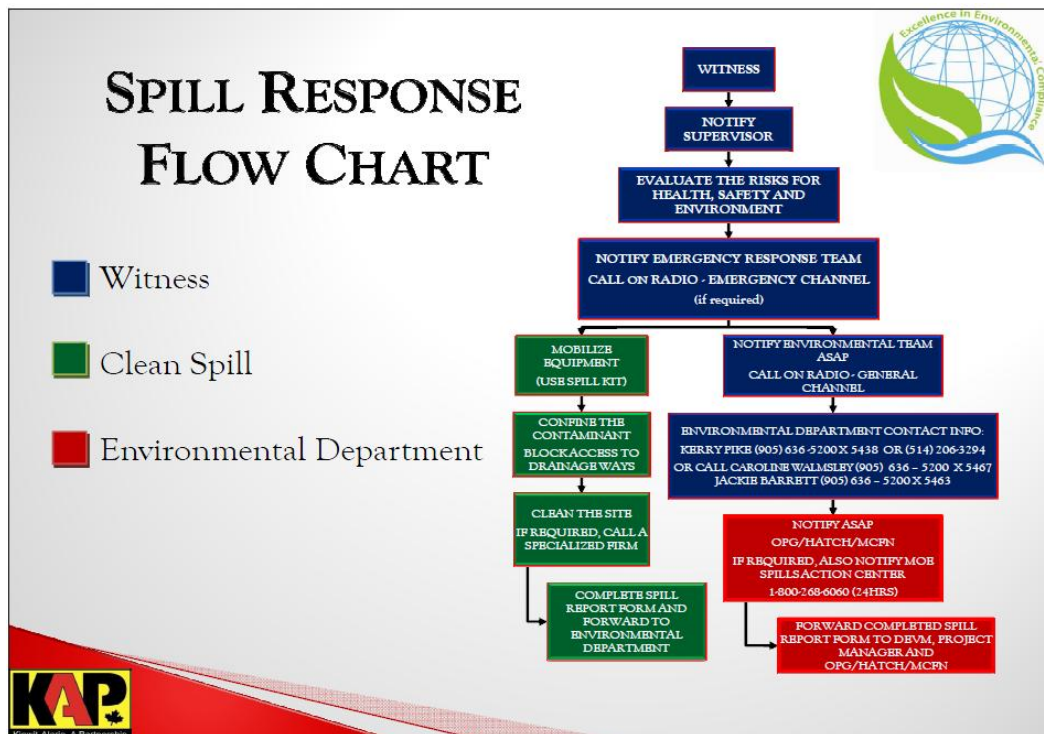 SPILL RESPONSE
FLOW CHART
Witness
Clean Spill
Environmental Department
Excellence in Environmental Compliance
WITNESS
NOTIFY
SUPERVISOR
EVALUATE THE RISKS FOR
HEALTH, SAFETY AND
ENVIRONMENT
NOTIFY EMERGENCY RESPONSE TEAM
CALL ON RADIO - EMERGENCY CHANNEL
(if required)
MOBILIZE
EQUIPMENT
(USE SPILL KIT)
CONFINE THE
CONTAMINANT
BLOCK ACCESS TO
DRAINAGE WAYS
CLEAN THE SITE
IF REQUIRED, CALL A
SPECIALIZED FIRM
COMPLETE SPILL
REPORT FORM AND
FORWARD TO
ENVIRONMENTAL
DEPARTMENT
NOTIFY ENVIRONMENTAL TEAM
ASAP
CALL ON RADIO - GENERAL
CHANNEL
ENVIRONMENTAL DEPARTMENT CONTACT INFO:
KERRY PIKE (905) 636-5200 X 5438 OR (514) 206-3294
OR CALL CAROLINE WALMSLEY (905) 636 – 5200 X 5467
JACKIE BARRETT (905) 636 – 5200 X 5463
NOTIFY ASAP
OPG/HATCH/MCFN
IF REQUIRED, ALSO NOTIFY MOE
SPILLS ACTION CENTER
1-800-268-6060 (24HRS)
FORWARD COMPLETED SPILL
REPORT FORM TO DEVM, PROJECT
MANAGER AND
OPG/HATCH/MCFN
KAP
Kiewit-Alarie, A Partnership